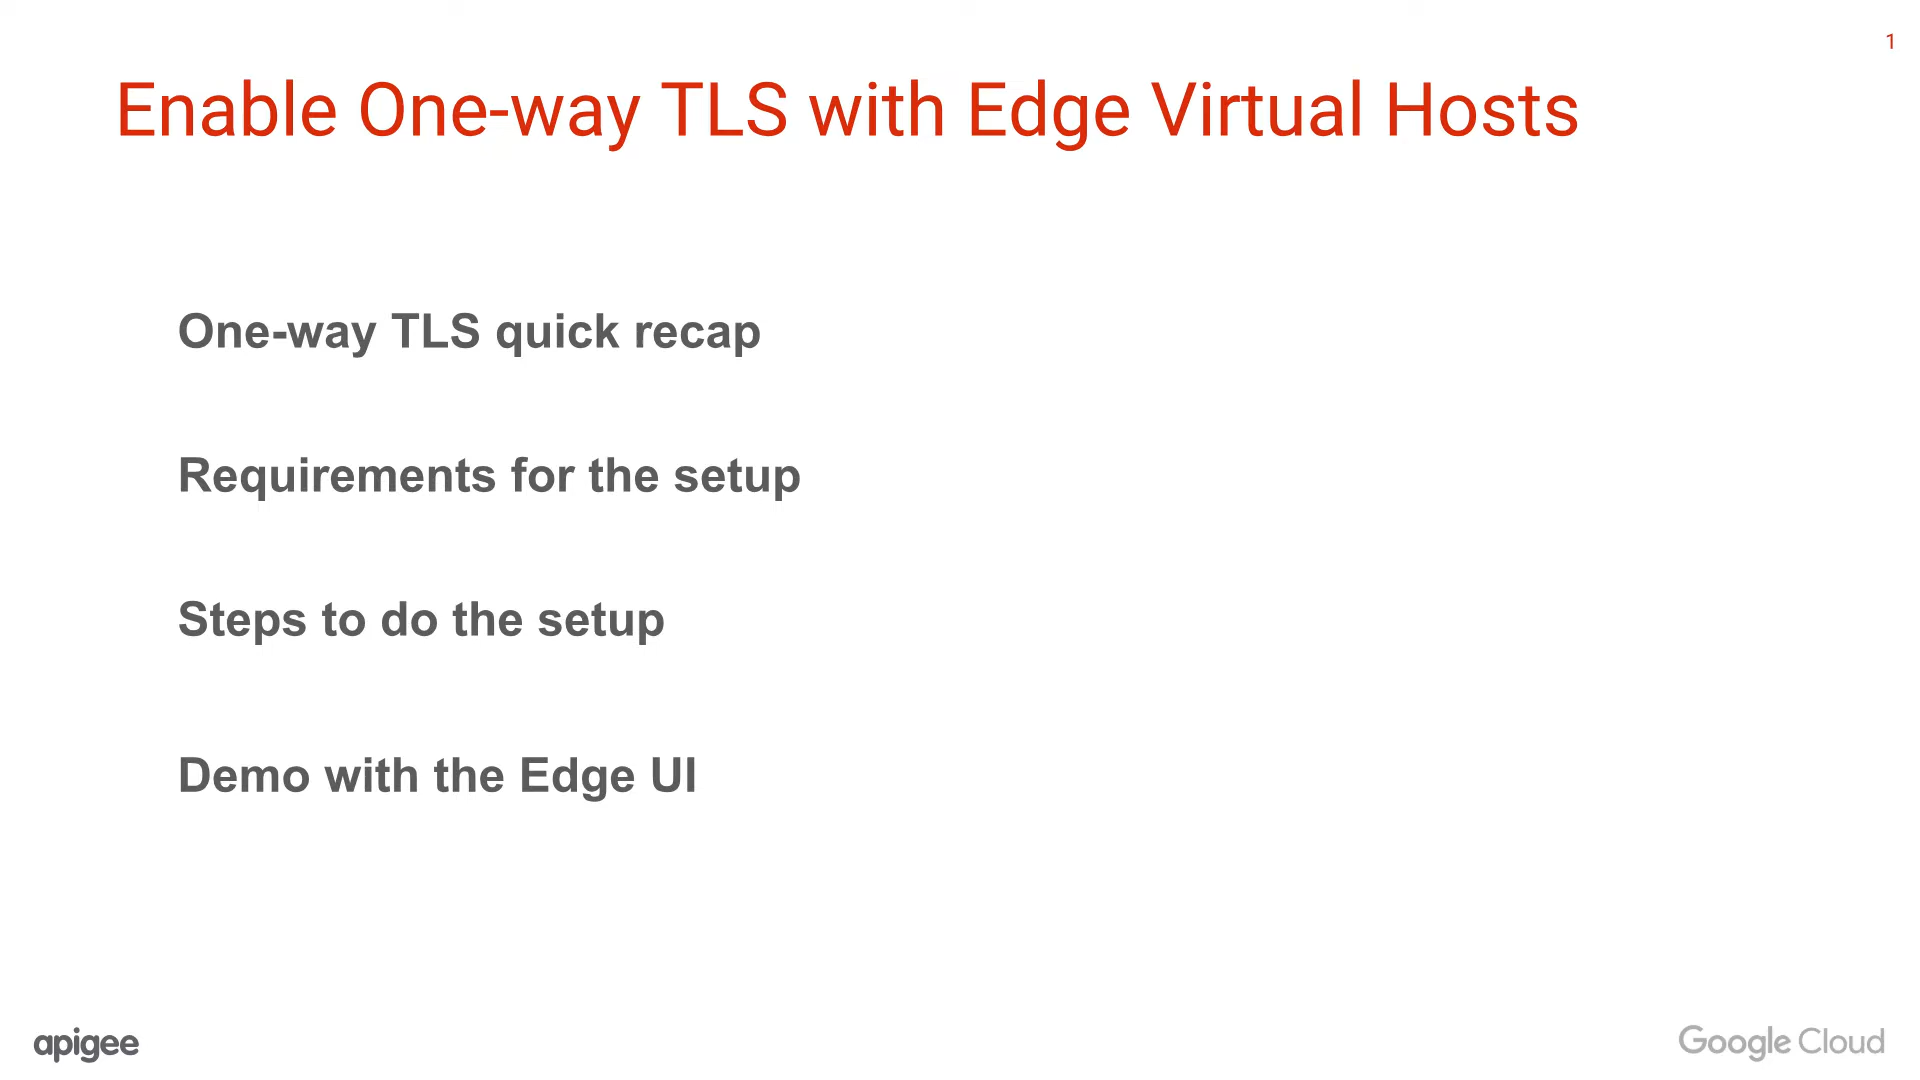 1
Enable One-way TLS with Edge Virtual Hosts
One-way TLS quick recap
Requirements for the setup
Steps to do the setup
Demo with the Edge UI
apigee
Google Cloud